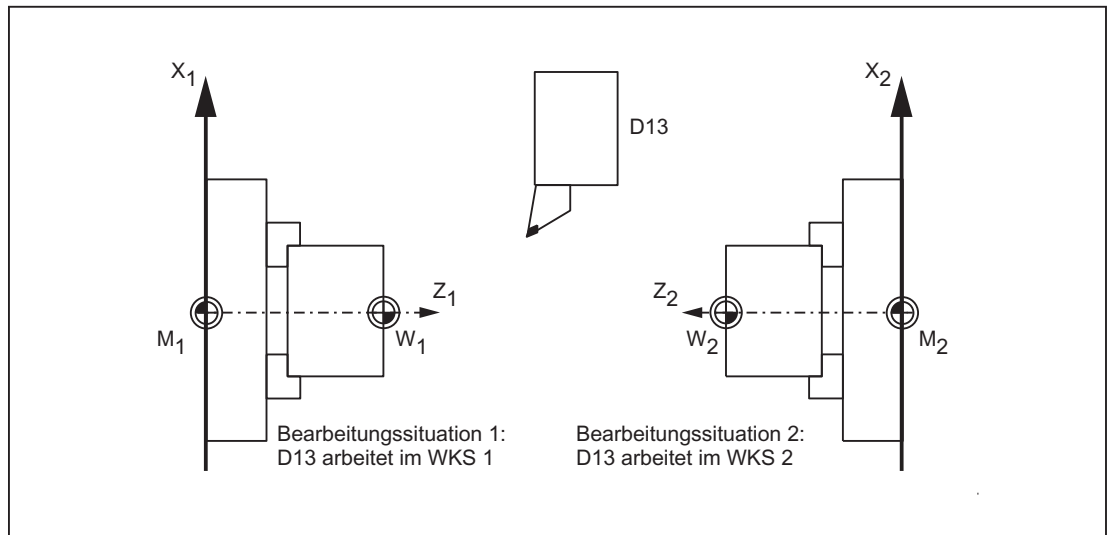 X1
X2
D13
Z1
Z2
M1
W1
W2
M2
Bearbeitungssituation 1:
D13 arbeitet im WKS 1
Bearbeitungssituation 2:
D13 arbeitet im WKS 2